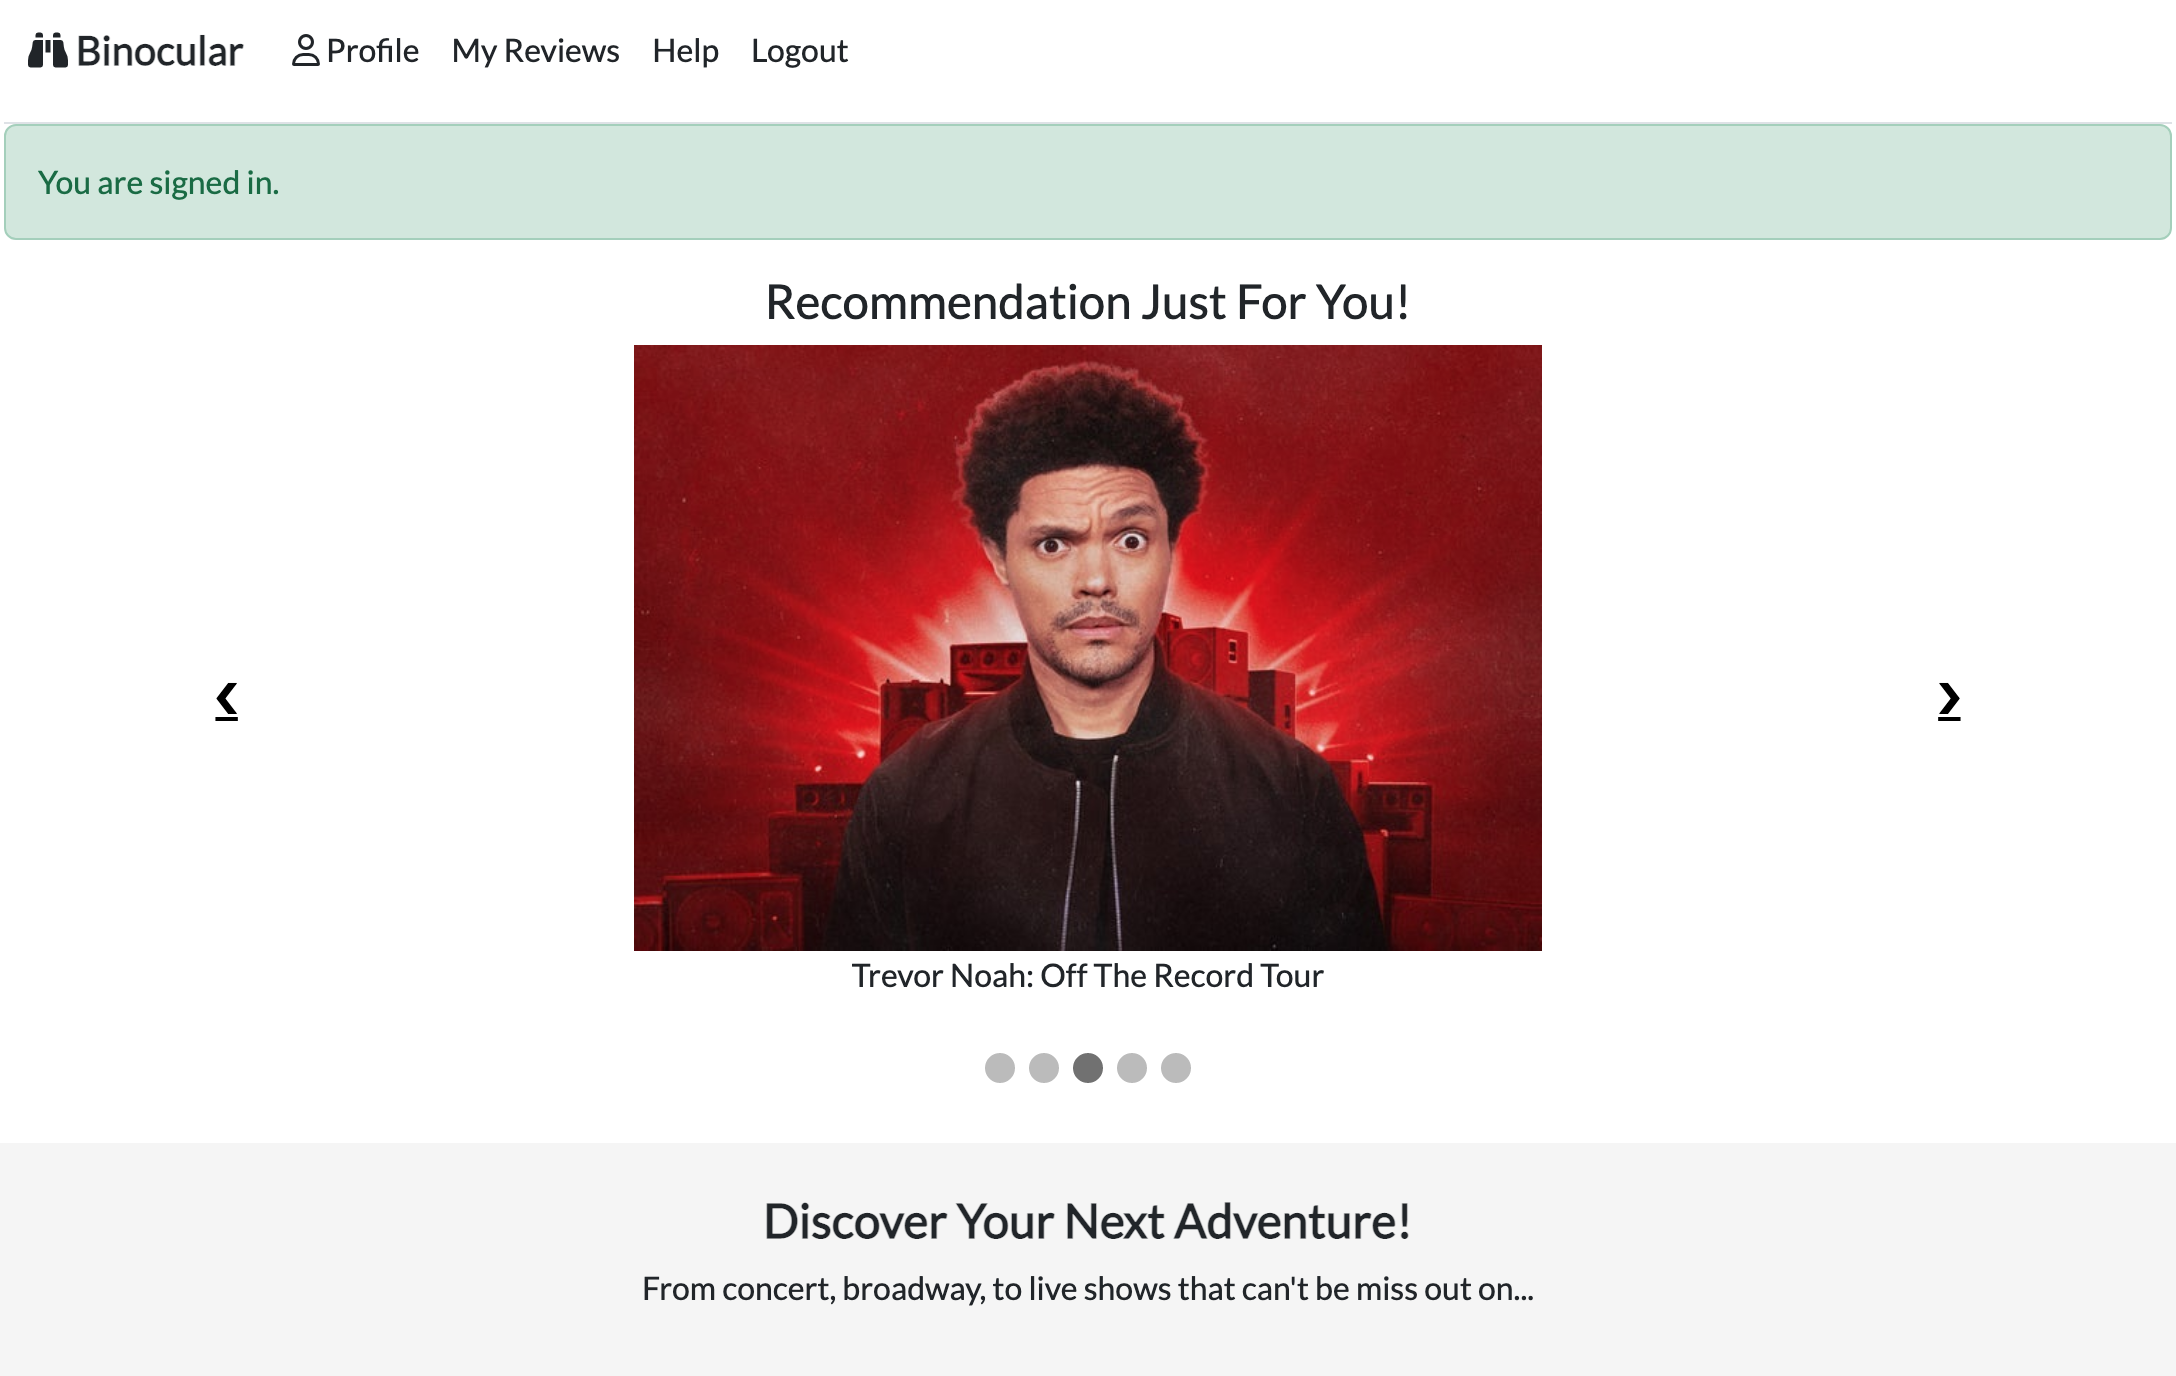 Binocular Profile My Reviews Help Logout
You are signed in.
Recommendation Just For You!
Trevor Noah: Off The Record Tour
Discover Your Next Adventure!
From concert, broadway, to live shows that can't be miss out on...